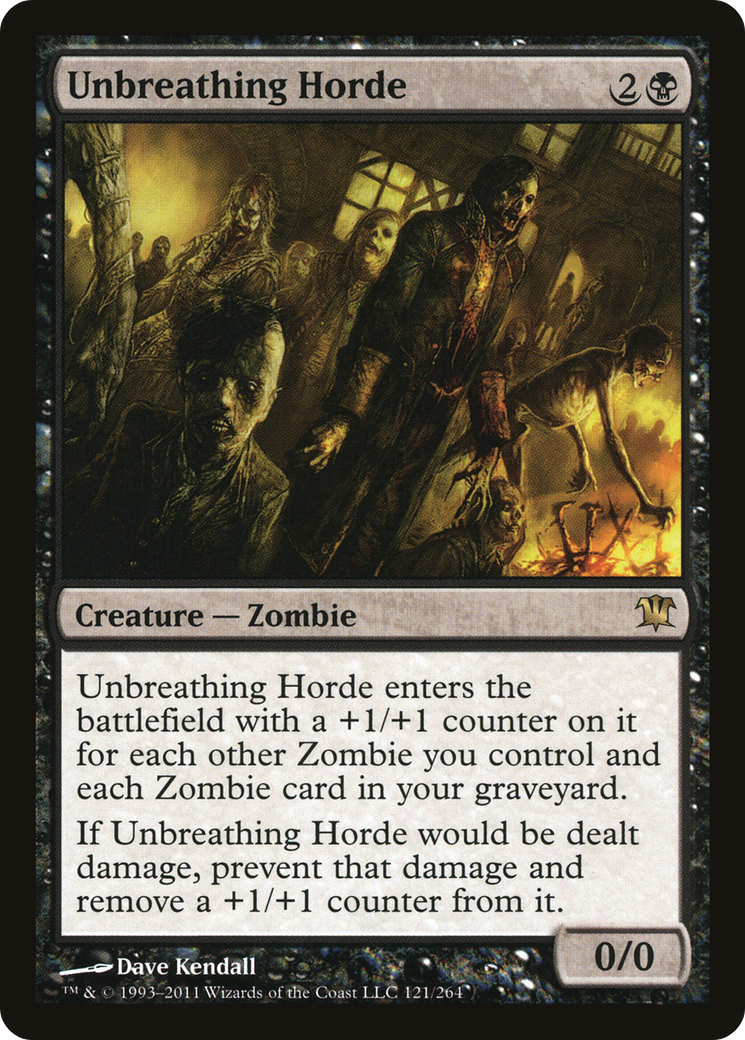 Unbreathing Horde 2
Creature — Zombie
Unbreathing Horde enters the
battlefield with a +1/+1 counter on it
for each other Zombie you control and
each Zombie card in your graveyard.
If Unbreathing Horde would be dealt
damage, prevent that damage and
remove a +1/+1 counter from it.
0/0
Dave Kendall
™ & © 1993–2011 Wizards of the Coast LLC 121/264